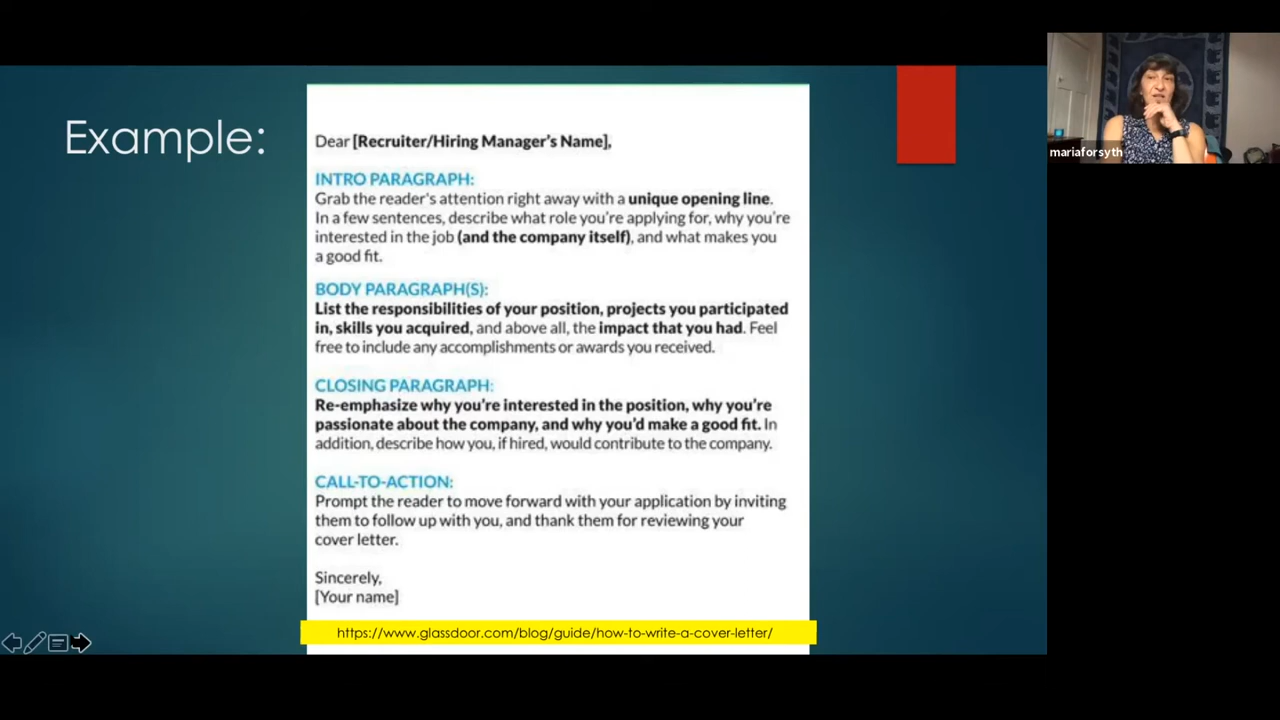 Example:
Dear [Recruiter/Hiring Manager's Name],
INTRO PARAGRAPH:
Grab the reader's attention right away with a unique opening line.
In a few sentences, describe what role you're applying for, why you're
interested in the job (and the company itself), and what makes you
a good fit.
BODY PARAGRAPH(S):
List the responsibilities of your position, projects you participated
in, skills you acquired, and above all, the impact that you had. Feel
free to include any accomplishments or awards you received.
CLOSING PARAGRAPH:
Re-emphasize why you're interested in the position, why you're
passionate about the company, and why you'd make a good fit. In
addition, describe how you, if hired, would contribute to the company.
CALL-TO-ACTION:
Prompt the reader to move forward with your application by inviting
them to follow up with you, and thank them for reviewing your
cover letter.
Sincerely,
[Your name]
https://www.glassdoor.com/blog/guide/how-to-write-a-cover-letter/
mariaforsyth